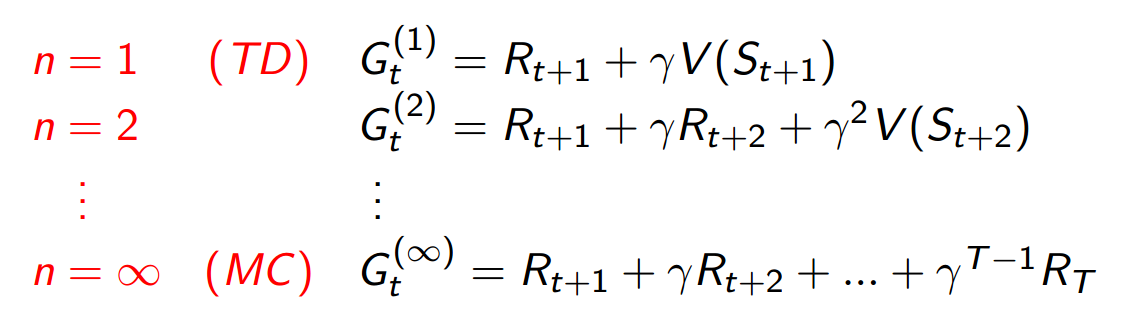 n = 1 (TD) G_t^{(1)} = R_{t+1} + γV(S_{t+1})
n = 2 G_t^{(2)} = R_{t+1} + γR_{t+2} + γ^2V(S_{t+2})
⋮ ⋮
n = ∞ (MC) G_t^{(∞)} = R_{t+1} + γR_{t+2} + ... + γ^{T−1}R_T